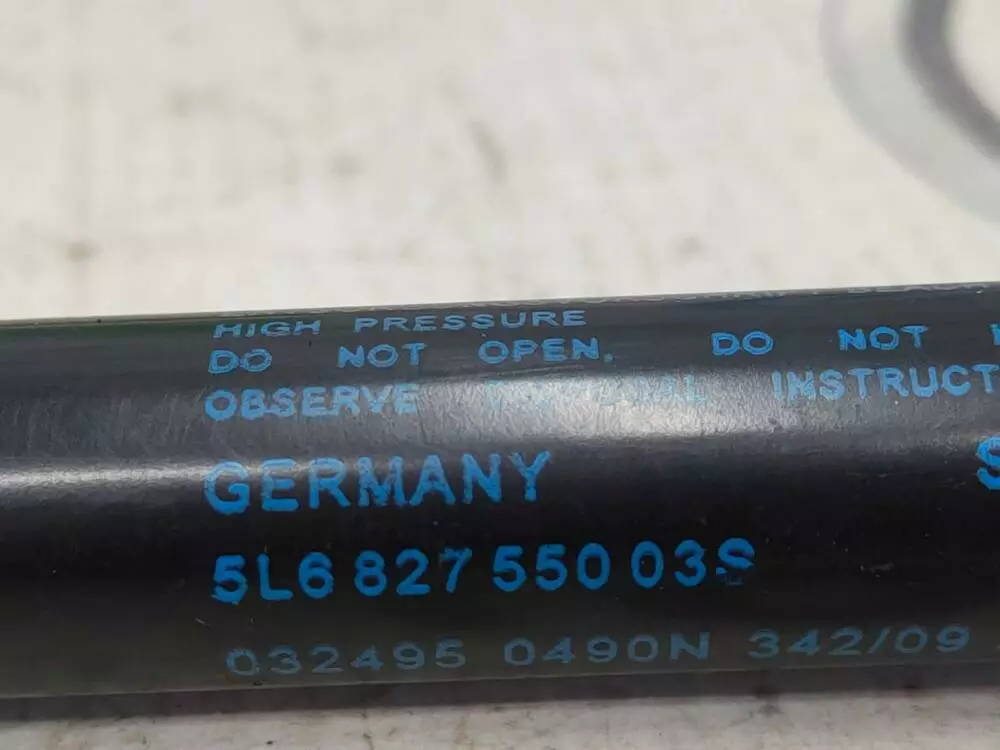 HIGH PRESSURE
DO NOT OPEN. DO NOT
OBSERVE INSTRUCT
GERMANY S
5L6 827 550 03S
032495 0490N 342/09